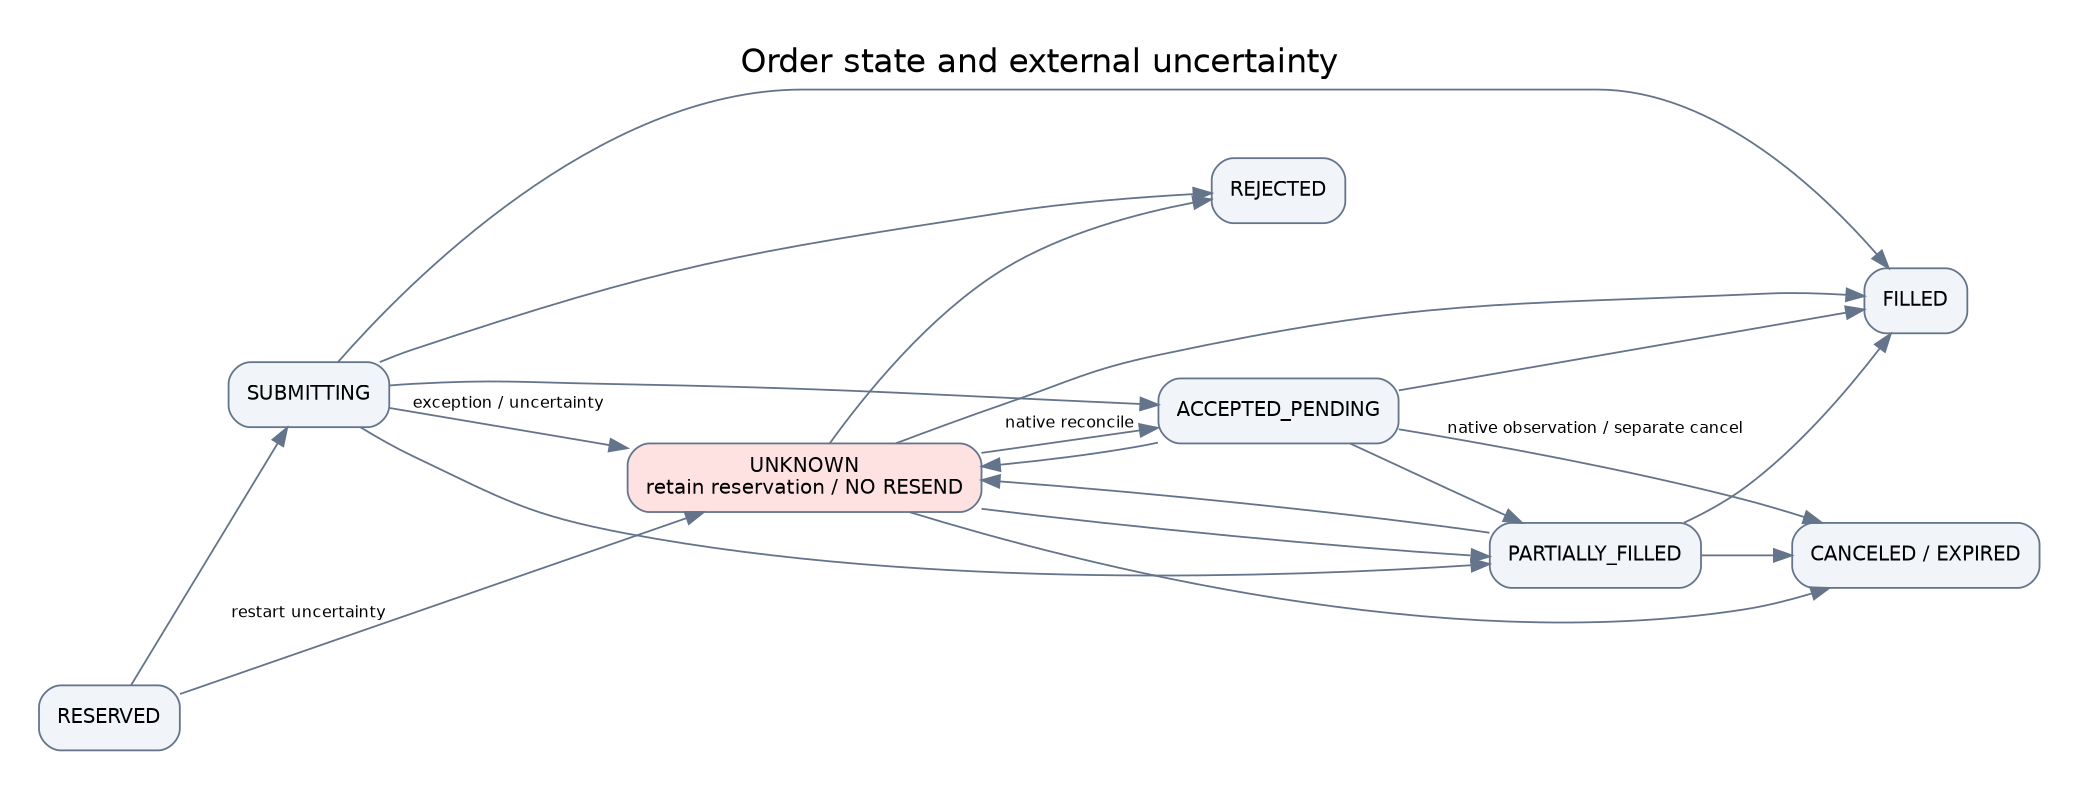 Order state and external uncertainty
REJECTED
FILLED
SUBMITTING
exception / uncertainty
ACCEPTED_PENDING
native reconcile
native observation / separate cancel
UNKNOWN
retain reservation / NO RESEND
PARTIALLY_FILLED
CANCELED / EXPIRED
restart uncertainty
RESERVED